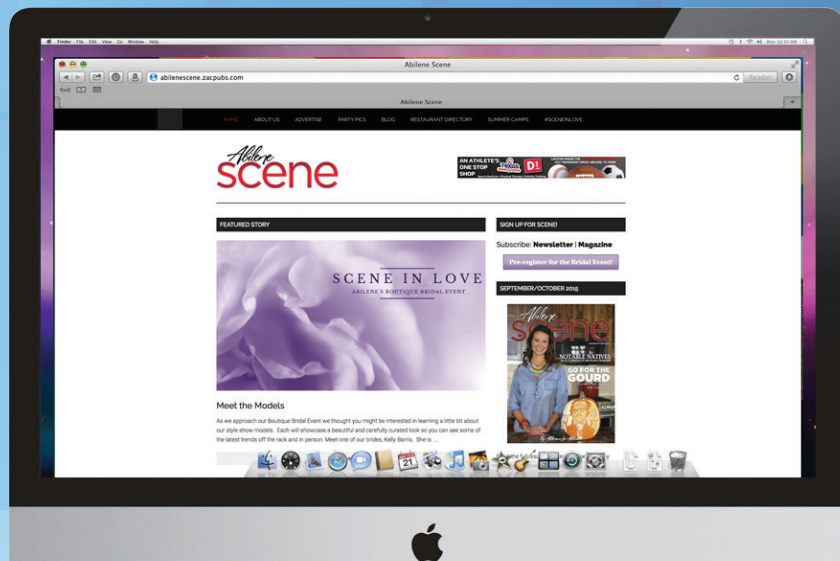 Finder File Edit View Go Window Help
Abilene Scene
abilenescene.zacpubs.com
Reader
Abilene Scene
HOME ABOUT US ADVERTISE PARTY PICS BLOG RESTAURANT DIRECTORY SUMMER CAMPS #SCENEINLOVE
Abilene
scene
AN ATHLETE'S
ONE STOP
SHOP
D!
FEATURED STORY
SCENE IN LOVE
ABILENE'S BOUTIQUE BRIDAL EVENT
Meet the Models
As we approach our Boutique Bridal Event we thought you might be interested in learning a little bit about
our style show models. Each will showcase a beautiful and carefully curated look so you can see some of
the latest trends off the rack and in person. Meet one of our brides, Kelly Barris. She is ...
SIGN UP FOR SCENE!
Subscribe: Newsletter | Magazine
Pre-register for the Bridal Event!
SEPTEMBER/OCTOBER 2015
Abilene
scene
NOTABLE NATIVES
GO FOR THE
GOURD
21